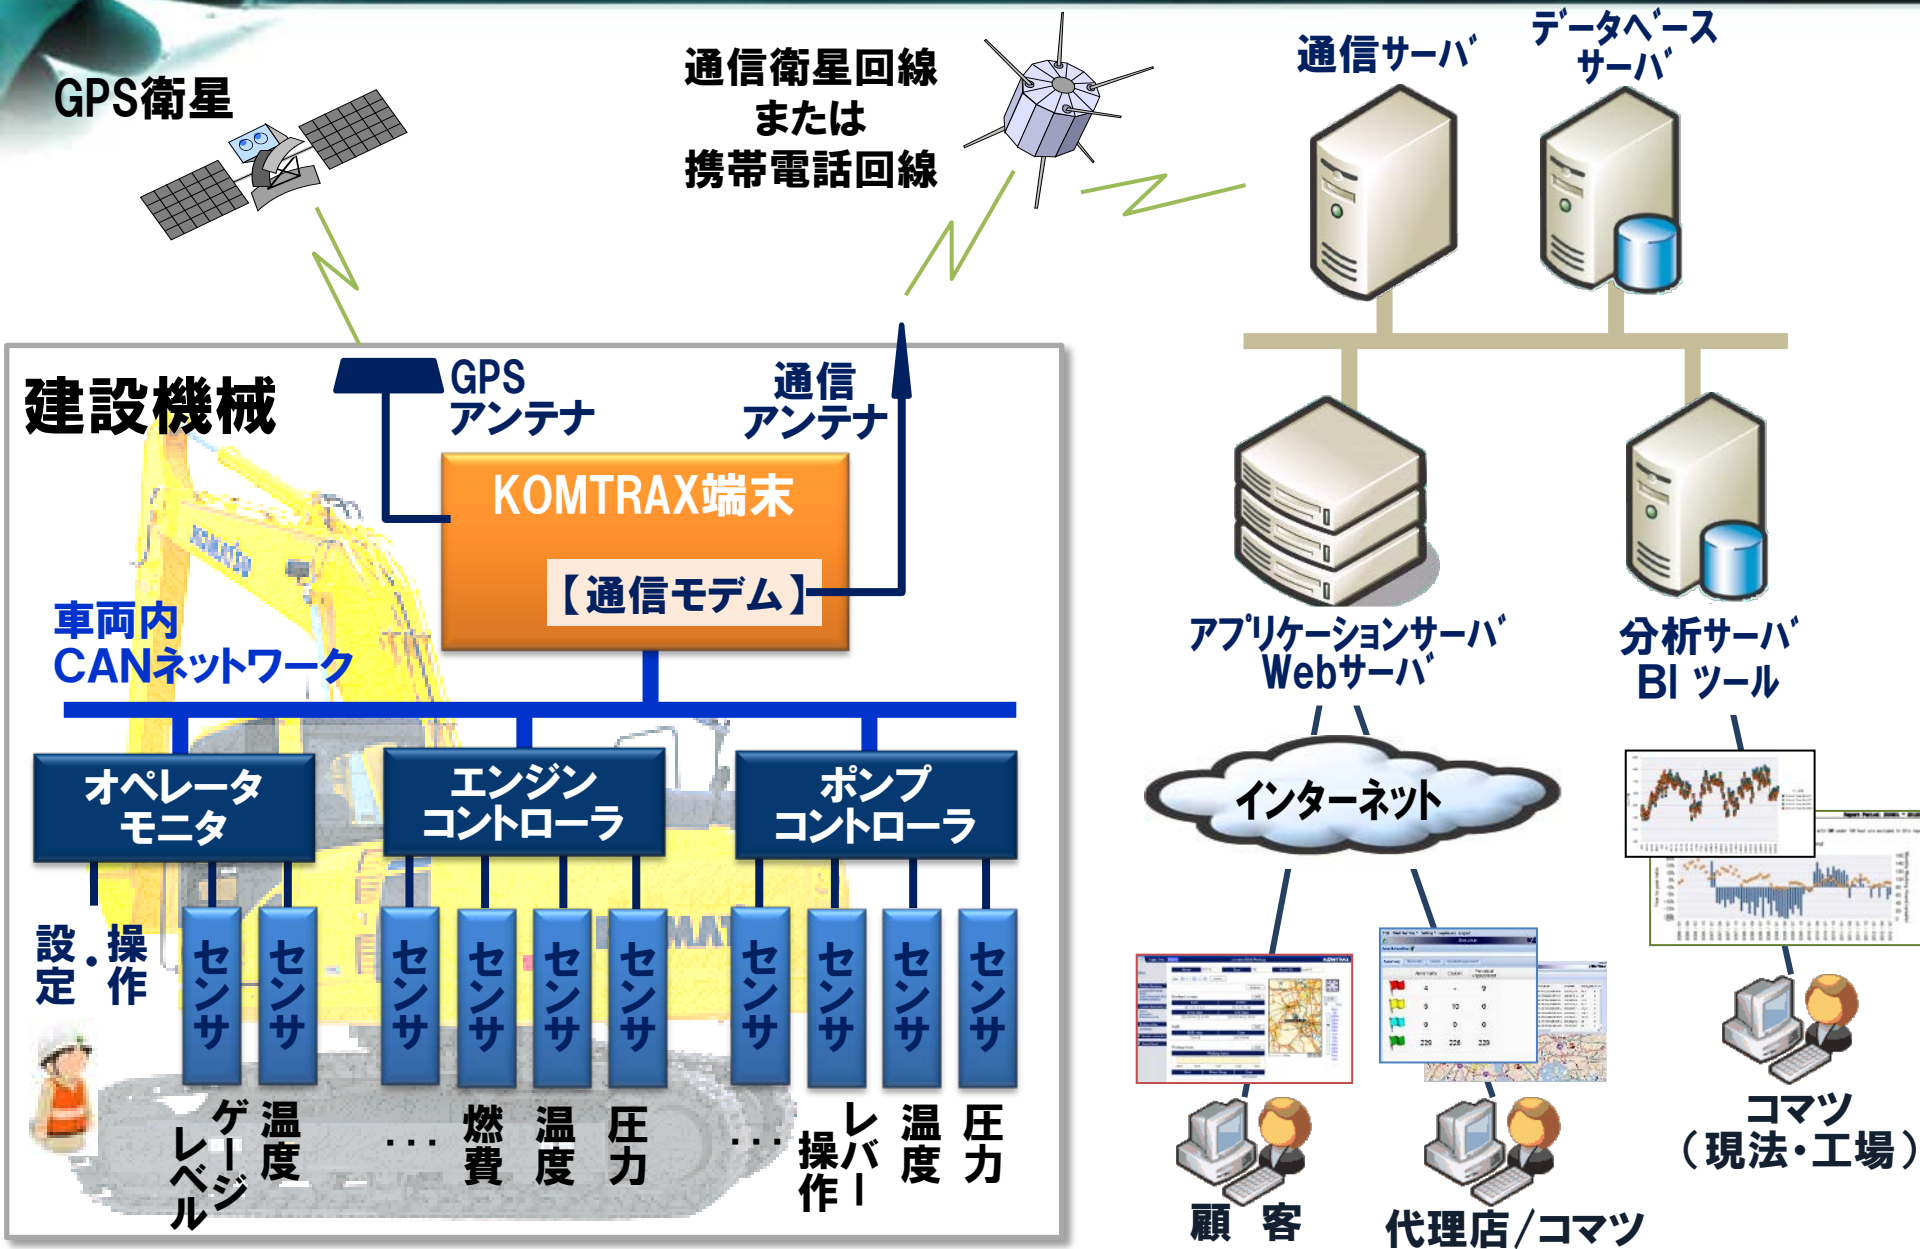 GPS衛星
通信衛星回線
または
携帯電話回線
通信サーバ
データベース
サーバ
建設機械
GPS
アンテナ
通信
アンテナ
KOMTRAX端末
【通信モデム】
車両内
CANネットワーク
オペレータ
モニタ
エンジン
コントローラ
ポンプ
コントローラ
設定・操作
センサ
センサ
センサ
センサ
センサ
センサ
センサ
センサ
センサ
センサ
ゲージ
レベル
温度
・・・
燃費
温度
圧力
・・・
レバー
操作
温度
圧力
KOMATSU
アプリケーションサーバ
Webサーバ
分析サーバ
BI ツール
インターネット
顧 客
代理店/コマツ
コマツ
（現法・工場）